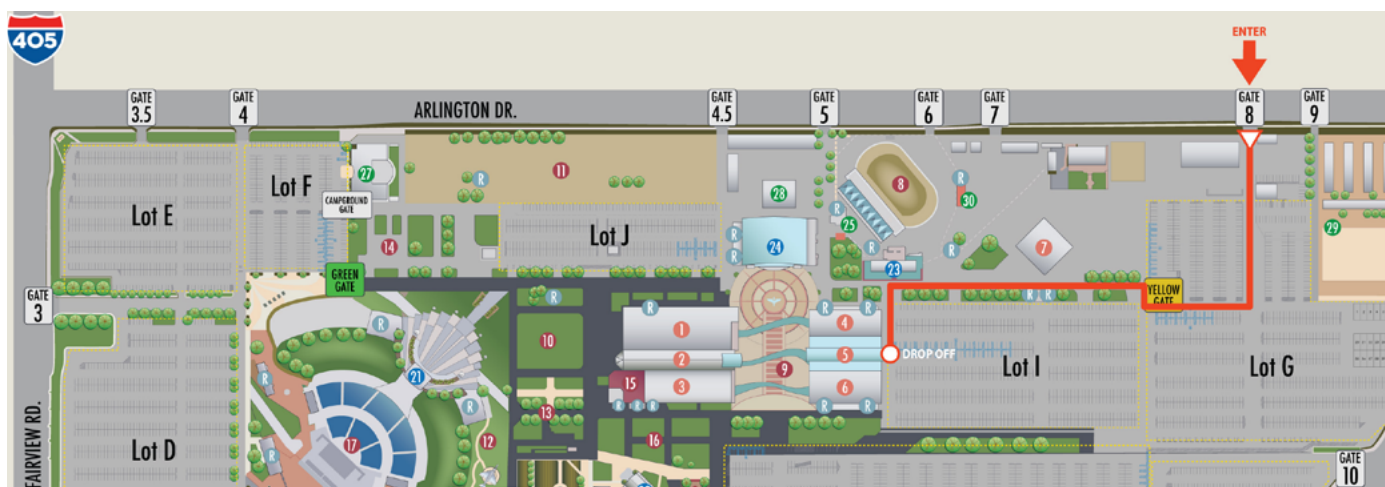 405
ENTER
GATE
3.5
GATE
4
ARLINGTON DR.
GATE
4.5
GATE
5
GATE
6
GATE
7
GATE
8
GATE
9
Lot E
Lot F
27
CAMPGROUND
GATE
R
11
28
8
R
30
29
R
25
14
Lot J
R
24
R
R
23
R
7
GREEN
GATE
YELLOW
GATE
GATE
3
R
R
R
R
R
R
R
1
4
10
2
5
DROP OFF
Lot I
Lot G
21
9
15
3
6
R
R
R
R
R
R
13
R
12
16
17
Lot D
R
FAIRVIEW RD.
GATE
10